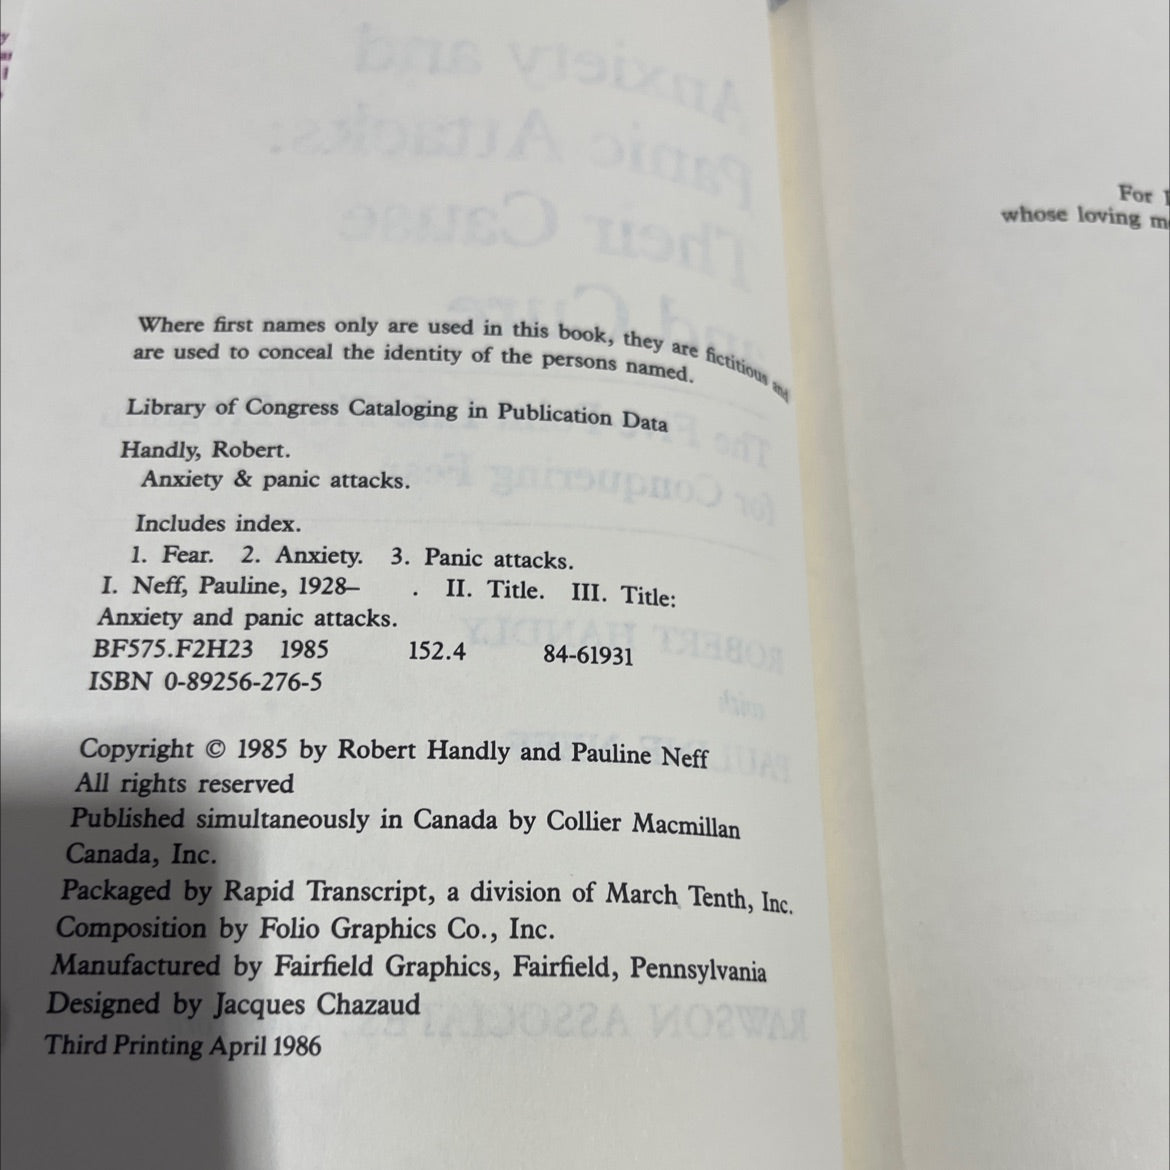 Where first names only are used in this book, they are fictitious and
are used to conceal the identity of the persons named.
Library of Congress Cataloging in Publication Data
Handly, Robert.
Anxiety & panic attacks.
Includes index.
1. Fear. 2. Anxiety. 3. Panic attacks.
I. Neff, Pauline, 1928– . II. Title. III. Title:
Anxiety and panic attacks.
BF575.F2H23 1985 152.4 84-61931
ISBN 0-89256-276-5
Copyright © 1985 by Robert Handly and Pauline Neff
All rights reserved
Published simultaneously in Canada by Collier Macmillan
Canada, Inc.
Packaged by Rapid Transcript, a division of March Tenth, Inc.
Composition by Folio Graphics Co., Inc.
Manufactured by Fairfield Graphics, Fairfield, Pennsylvania
Designed by Jacques Chazaud
Third Printing April 1986
For
whose loving